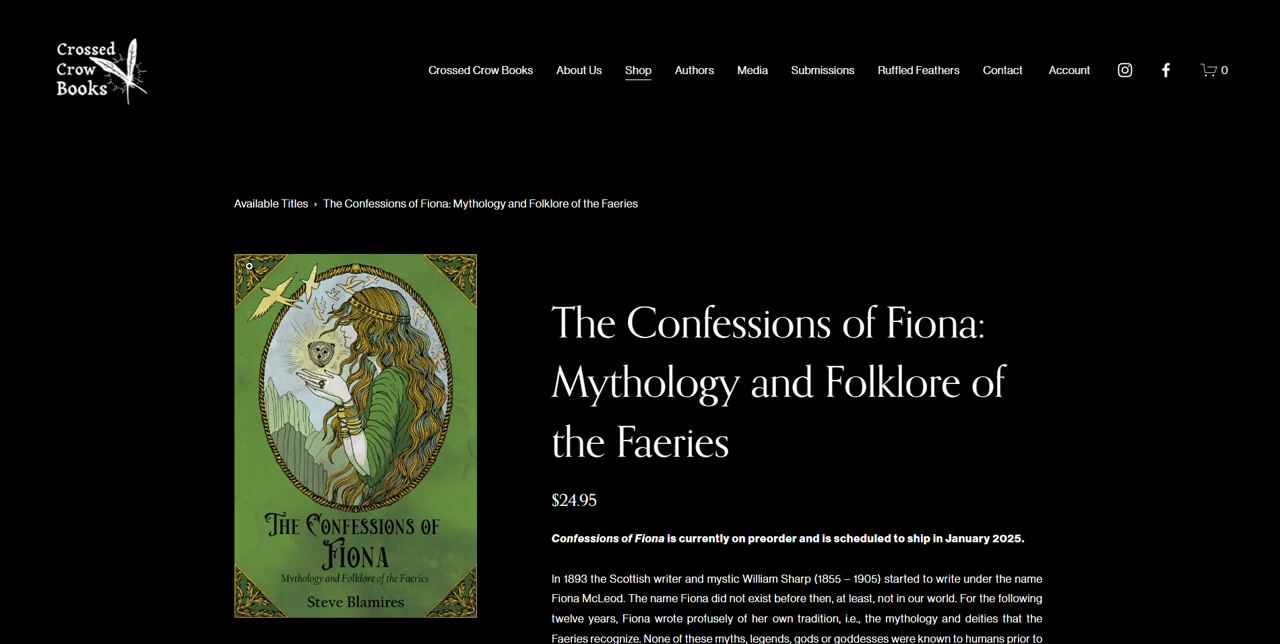 Crossed
Crow
Books
Crossed Crow Books About Us Shop Authors Media Submissions Ruffled Feathers Contact Account 0
Available Titles › The Confessions of Fiona: Mythology and Folklore of the Faeries
The Confessions of
Fiona
Mythology and Folklore of the Faeries
Steve Blamires
The Confessions of Fiona:
Mythology and Folklore of
the Faeries
$24.95
Confessions of Fiona is currently on preorder and is scheduled to ship in January 2025.
In 1893 the Scottish writer and mystic William Sharp (1855 – 1905) started to write under the name
Fiona McLeod. The name Fiona did not exist before then, at least, not in our world. For the following
twelve years, Fiona wrote profusely of her own tradition, i.e., the mythology and deities that the
Faeries recognize. None of these myths, legends, gods or goddesses were known to humans prior to